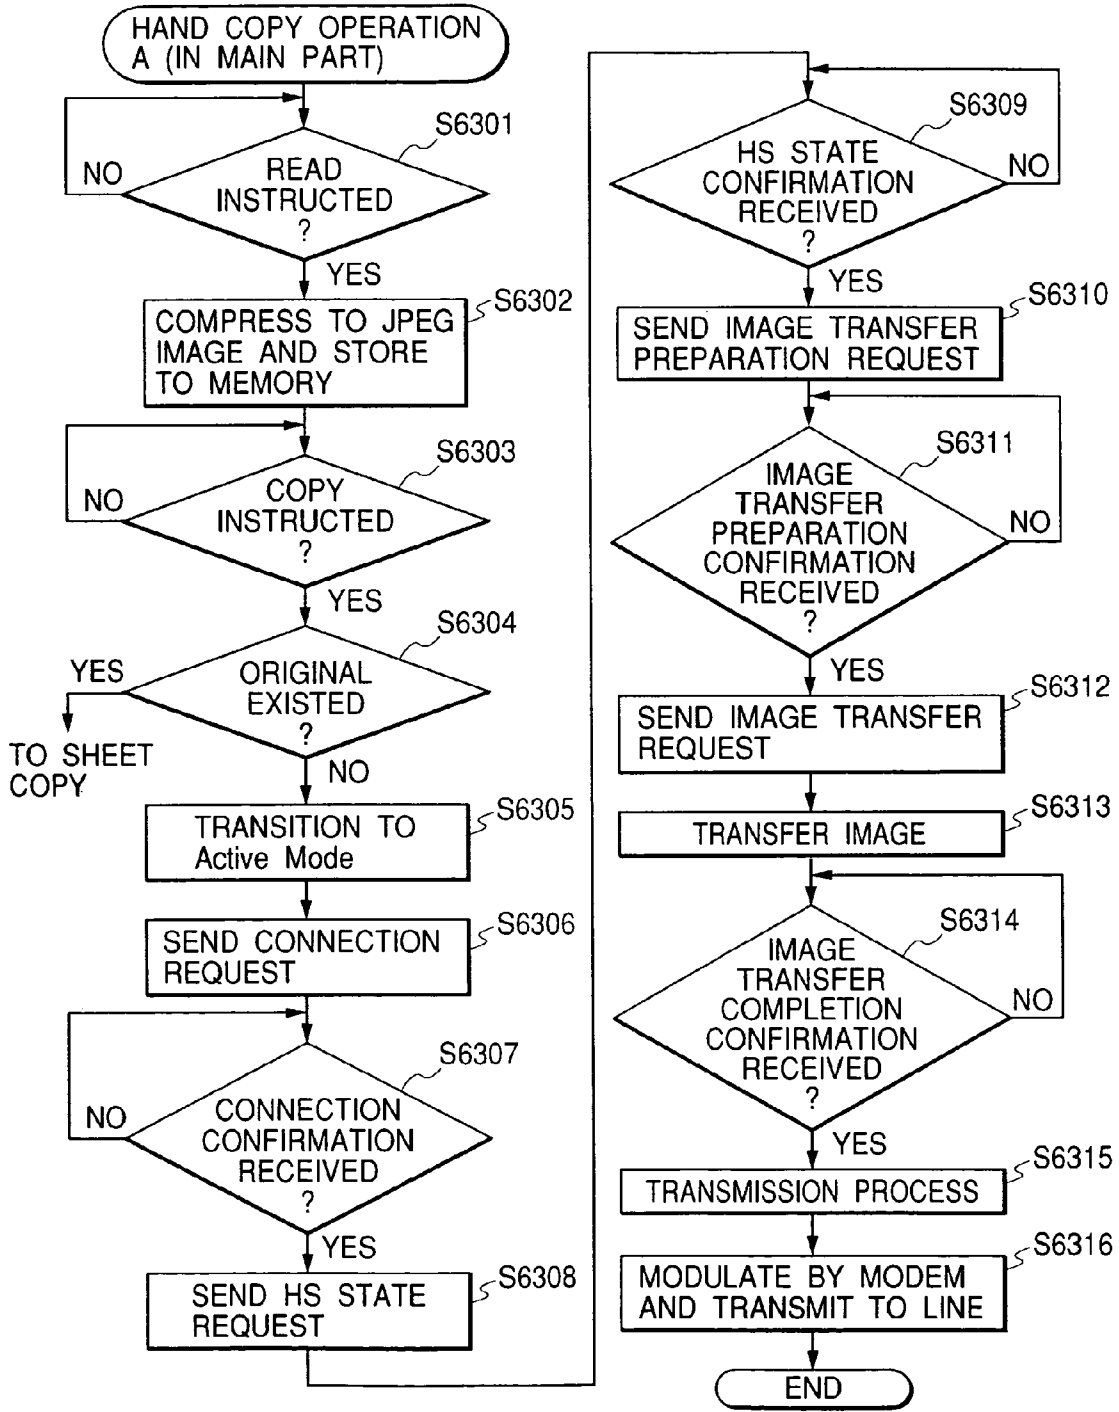 HAND COPY OPERATION
A (IN MAIN PART)
S6301
READ
INSTRUCTED
?
NO
YES
S6302
COMPRESS TO JPEG
IMAGE AND STORE
TO MEMORY
S6303
COPY
INSTRUCTED
?
NO
YES
S6304
ORIGINAL
EXISTED
?
YES
TO SHEET
COPY
NO
S6305
TRANSITION TO
Active Mode
S6306
SEND CONNECTION
REQUEST
S6307
CONNECTION
CONFIRMATION
RECEIVED
?
NO
YES
S6308
SEND HS STATE
REQUEST
S6309
HS STATE
CONFIRMATION
RECEIVED
?
NO
YES
S6310
SEND IMAGE TRANSFER
PREPARATION REQUEST
S6311
IMAGE
TRANSFER
PREPARATION
CONFIRMATION
RECEIVED
?
NO
YES
S6312
SEND IMAGE TRANSFER
REQUEST
S6313
TRANSFER IMAGE
S6314
IMAGE
TRANSFER
COMPLETION
CONFIRMATION
RECEIVED
?
NO
YES
S6315
TRANSMISSION PROCESS
S6316
MODULATE BY MODEM
AND TRANSMIT TO LINE
END